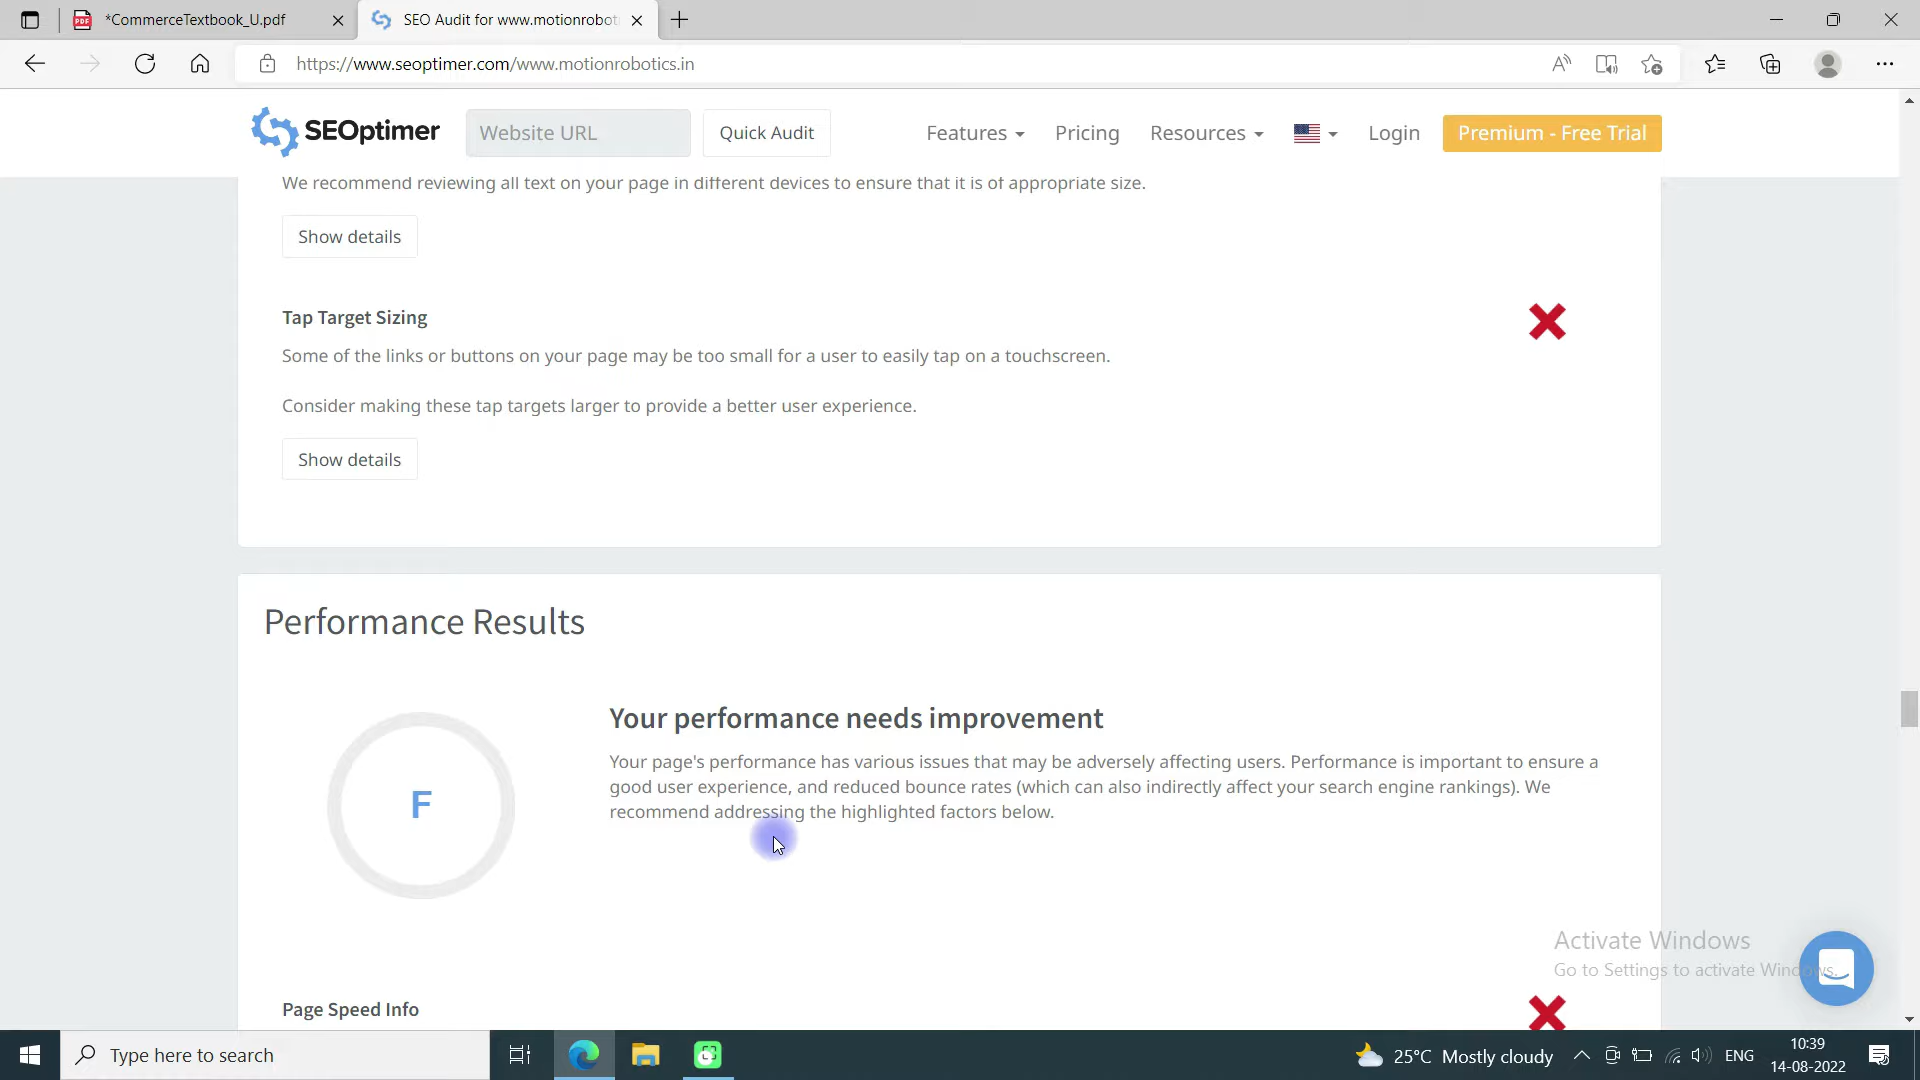 *CommerceTextbook_U.pdf
SEO Audit for www.motionrobot
https://www.seoptimer.com/www.motionrobotics.in
SEOptimer
Website URL
Quick Audit
Features
Pricing
Resources
Login
Premium - Free Trial
We recommend reviewing all text on your page in different devices to ensure that it is of appropriate size.
Show details
Tap Target Sizing
Some of the links or buttons on your page may be too small for a user to easily tap on a touchscreen.
Consider making these tap targets larger to provide a better user experience.
Show details
Performance Results
F
Your performance needs improvement
Your page's performance has various issues that may be adversely affecting users. Performance is important to ensure a
good user experience, and reduced bounce rates (which can also indirectly affect your search engine rankings). We
recommend addressing the highlighted factors below.
Activate Windows
Go to Settings to activate Windows.
Page Speed Info
Type here to search
25°C Mostly cloudy
ENG
10:39
14-08-2022